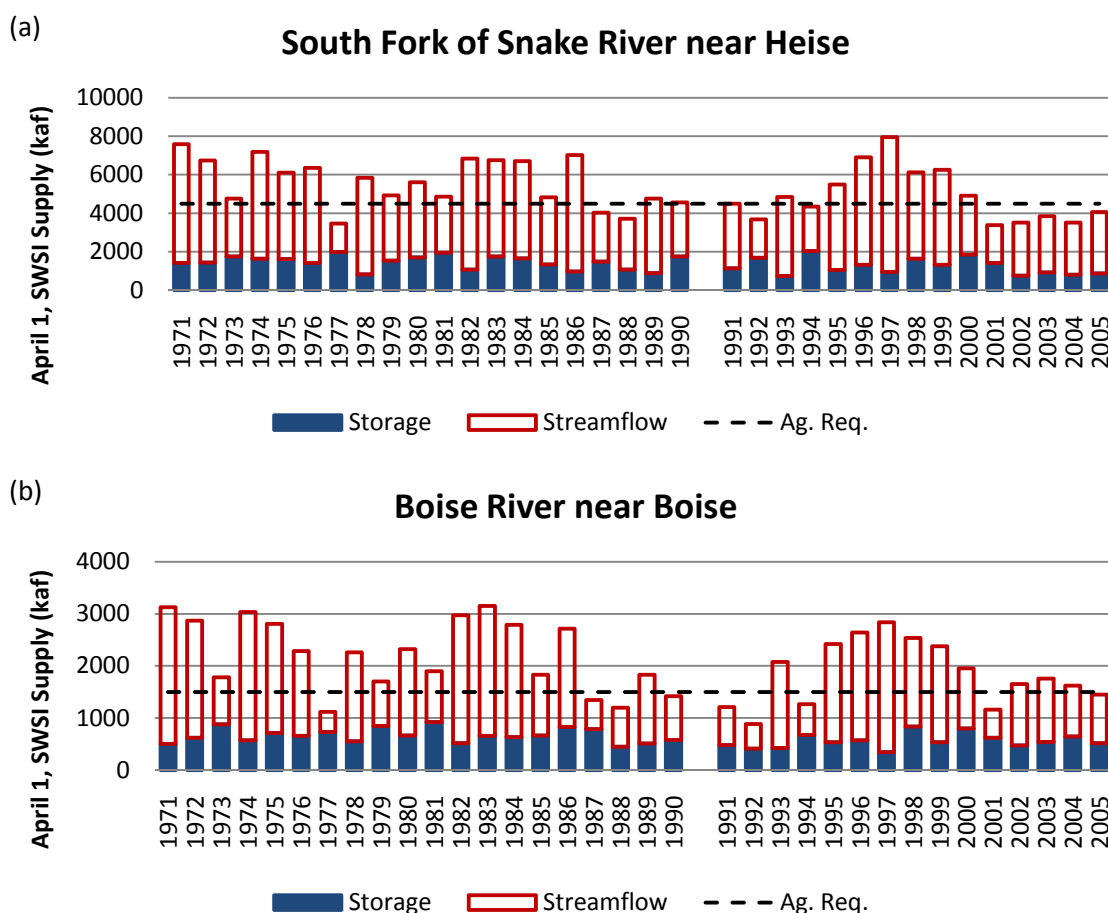 (a)
South Fork of Snake River near Heise
April 1, SWSI Supply (kaf)
10000
8000
6000
4000
2000
0
1971 1972 1973 1974 1975 1976 1977 1978 1979 1980 1981 1982 1983 1984 1985 1986 1987 1988 1989 1990 1991 1992 1993 1994 1995 1996 1997 1998 1999 2000 2001 2002 2003 2004 2005
Storage Streamflow Ag. Req.
(b)
Boise River near Boise
April 1, SWSI Supply (kaf)
4000
3000
2000
1000
0
1971 1972 1973 1974 1975 1976 1977 1978 1979 1980 1981 1982 1983 1984 1985 1986 1987 1988 1989 1990 1991 1992 1993 1994 1995 1996 1997 1998 1999 2000 2001 2002 2003 2004 2005
Storage Streamflow Ag. Req.